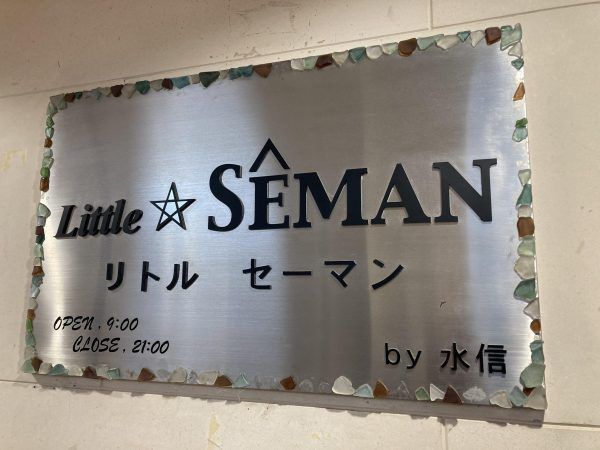 Little ☆ SÊMAN
リトル セーマン
OPEN . 9:00
CLOSE . 21:00
by 水信